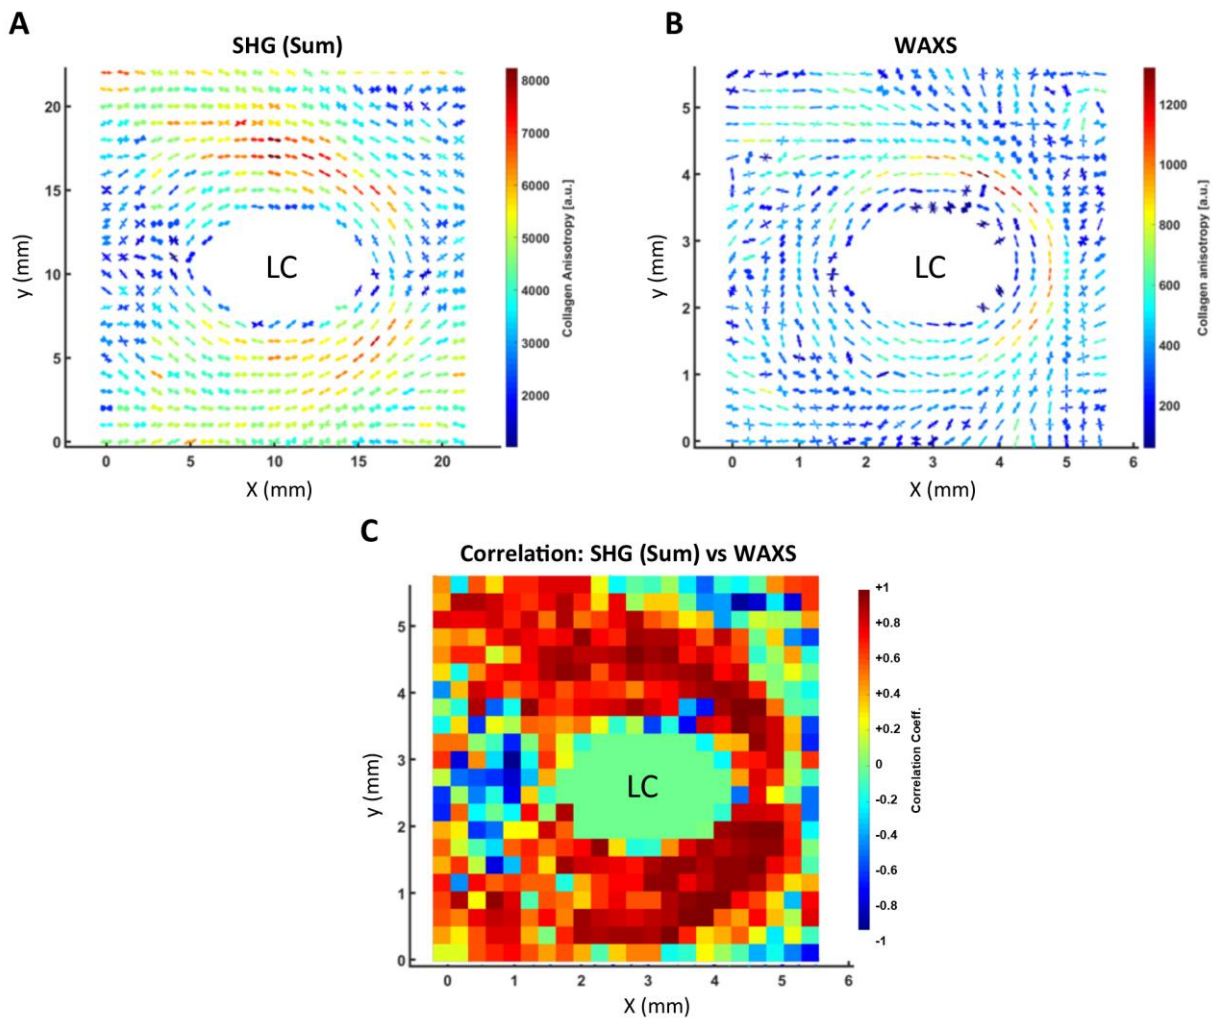 A
SHG (Sum)
20
15
10
5
0
y (mm)
LC
0 5 10 15 20
X (mm)
8000
7000
6000
5000
4000
3000
2000
Collagen Anisotropy [a.u.]
B
WAXS
5
4
3
2
1
0
y (mm)
LC
0 1 2 3 4 5 6
X (mm)
1200
1000
800
600
400
200
Collagen Anisotropy [a.u.]
C
Correlation: SHG (Sum) vs WAXS
5
4
3
2
1
0
y (mm)
LC
0 1 2 3 4 5 6
X (mm)
+1
+0.8
+0.6
+0.4
+0.2
0
-0.2
-0.4
-0.6
-0.8
-1
Correlation Coeff.